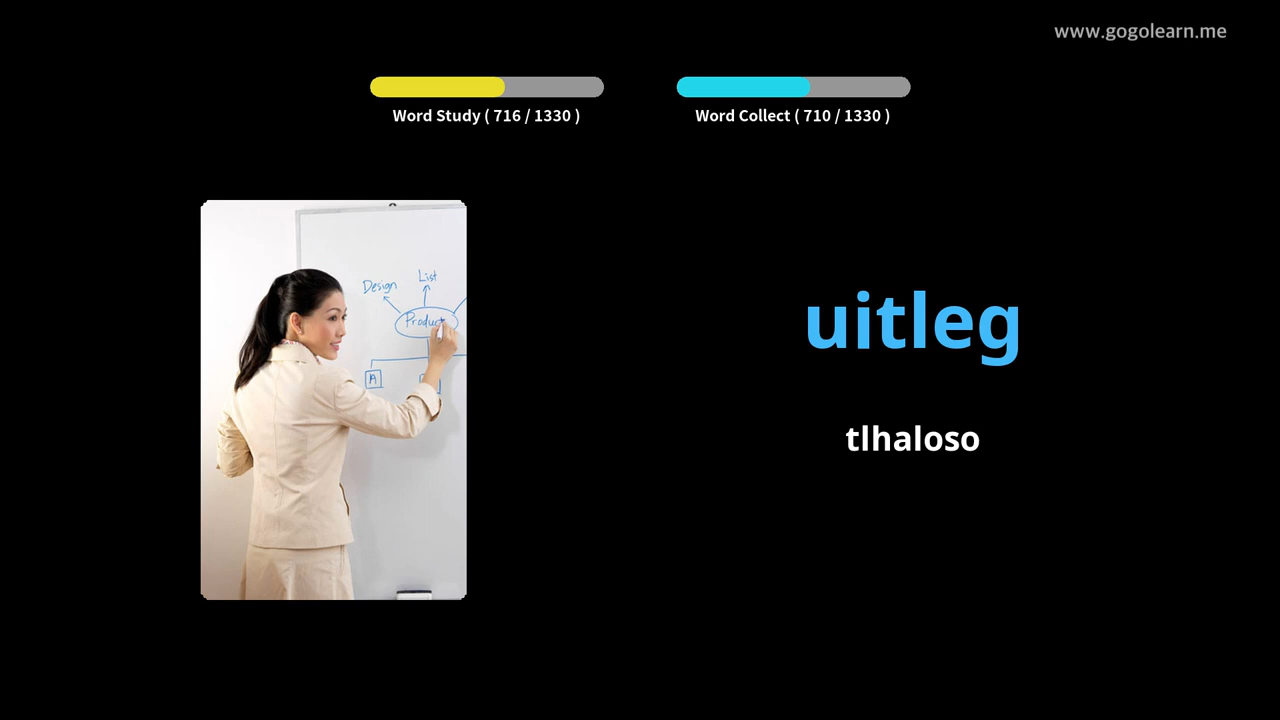 www.gogolearn.me
Word Study ( 716 / 1330 )
Word Collect ( 710 / 1330 )
Design
List
Product
A
uitleg
tlhaloso